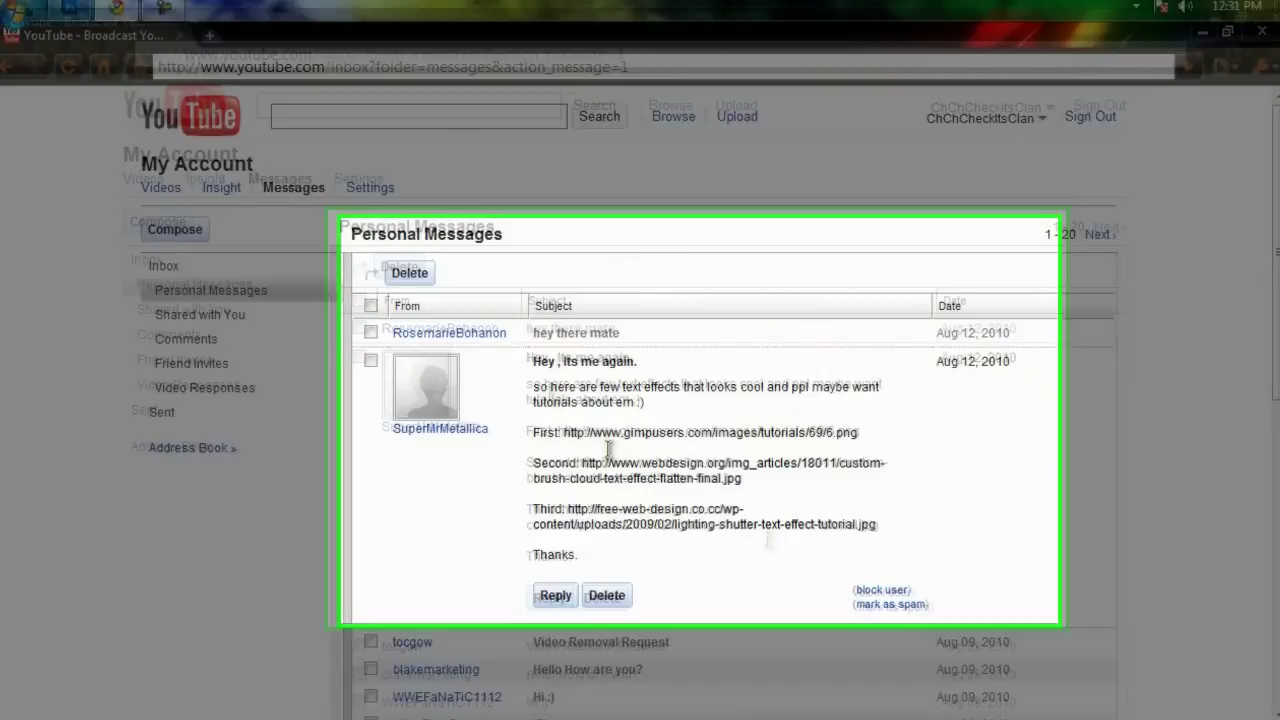 12:31 PM
YouTube - Broadcast Yo...
http://www.youtube.com/inbox?folder=messages&action_message=1
YouTube
Search
Browse
Upload
ChChCheckItsClan
Sign Out
My Account
Videos
Insight
Messages
Settings
Compose
Personal Messages
1 - 20 Next
Inbox
Personal Messages
Shared with You
Comments
Friend Invites
Video Responses
Sent
Address Book »
Delete
From
Subject
Date
RosemarieBohanon
hey there mate
Aug 12, 2010
Hey , Its me again.
Aug 12, 2010
so here are few text effects that looks cool and ppl maybe want
tutorials about em :)
SuperMrMetallica
First: http://www.gimpusers.com/images/tutorials/69/6.png
Second: http://www.webdesign.org/img_articles/18011/custom-
brush-cloud-text-effect-flatten-final.jpg
Third: http://free-web-design.co.cc/wp-
content/uploads/2009/02/lighting-shutter-text-effect-tutorial.jpg
Thanks.
Reply
Delete
(block user)
(mark as spam)
tocgow
Video Removal Request
Aug 09, 2010
blakemarketing
Hello How are you?
Aug 09, 2010
WWEFaNaTiC1112
Hi :)
Aug 09, 2010